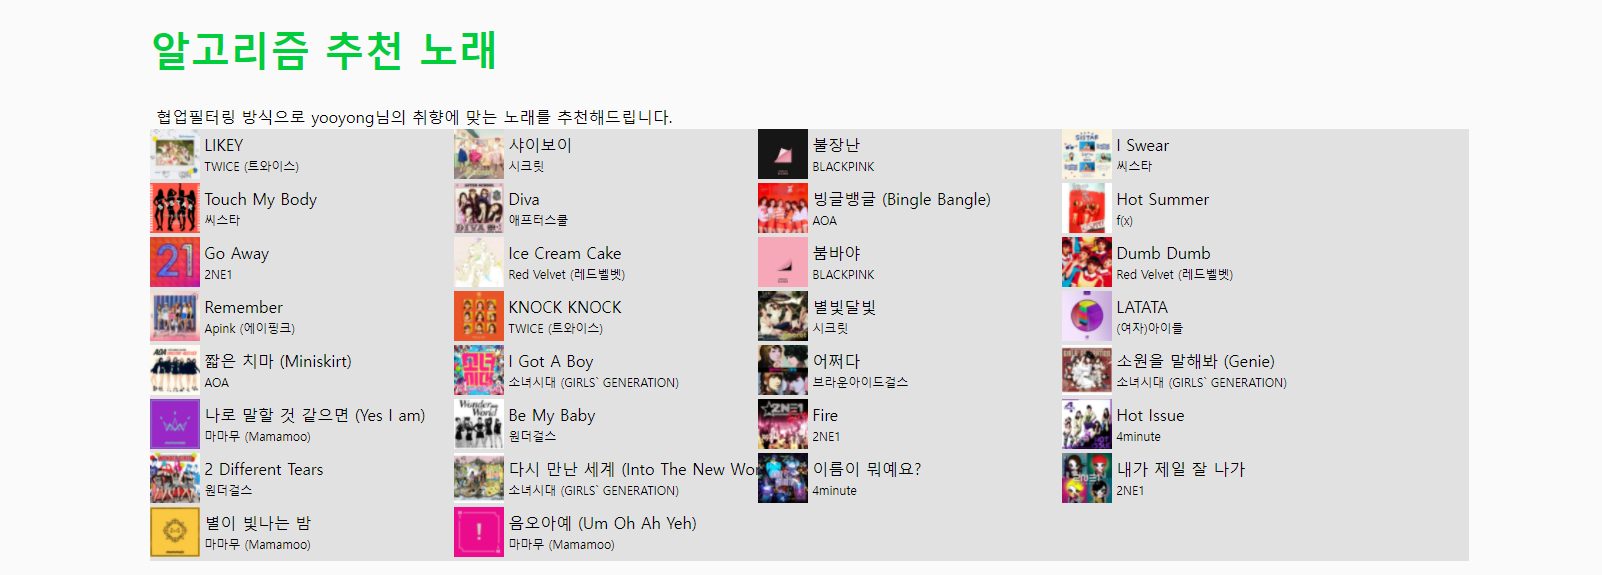 알고리즘 추천 노래
협업필터링 방식으로 yooyong님의 취향에 맞는 노래를 추천해드립니다.
LIKEY
TWICE (트와이스)
샤이보이
시크릿
불장난
BLACKPINK
I Swear
씨스타
Touch My Body
씨스타
Diva
애프터스쿨
빙글뱅글 (Bingle Bangle)
AOA
Hot Summer
f(x)
Go Away
2NE1
Ice Cream Cake
Red Velvet (레드벨벳)
붐바야
BLACKPINK
Dumb Dumb
Red Velvet (레드벨벳)
Remember
Apink (에이핑크)
KNOCK KNOCK
TWICE (트와이스)
별빛달빛
시크릿
LATATA
(여자)아이들
짧은 치마 (Miniskirt)
AOA
I Got A Boy
소녀시대 (GIRLS` GENERATION)
어쩌다
브라운아이드걸스
소원을 말해봐 (Genie)
소녀시대 (GIRLS` GENERATION)
나로 말할 것 같으면 (Yes I am)
마마무 (Mamamoo)
Be My Baby
원더걸스
Fire
2NE1
Hot Issue
4minute
2 Different Tears
원더걸스
다시 만난 세계 (Into The New Wor
소녀시대 (GIRLS` GENERATION)
이름이 뭐예요?
4minute
내가 제일 잘 나가
2NE1
별이 빛나는 밤
마마무 (Mamamoo)
음오아예 (Um Oh Ah Yeh)
마마무 (Mamamoo)